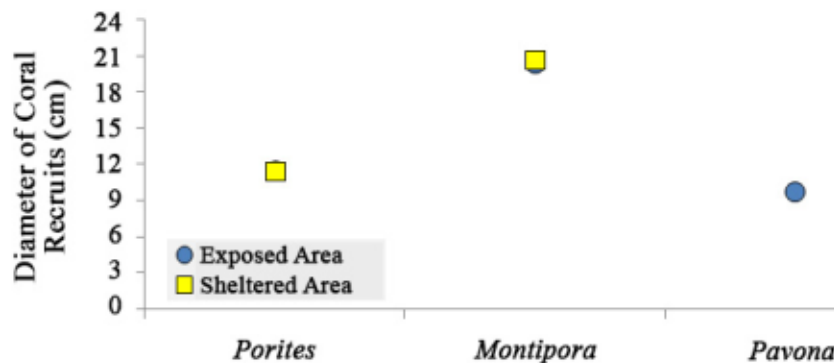 Diameter of Coral
Recruits (cm)
24
21
18
15
12
9
6
3
0
Exposed Area
Sheltered Area
Porites
Montipora
Pavona